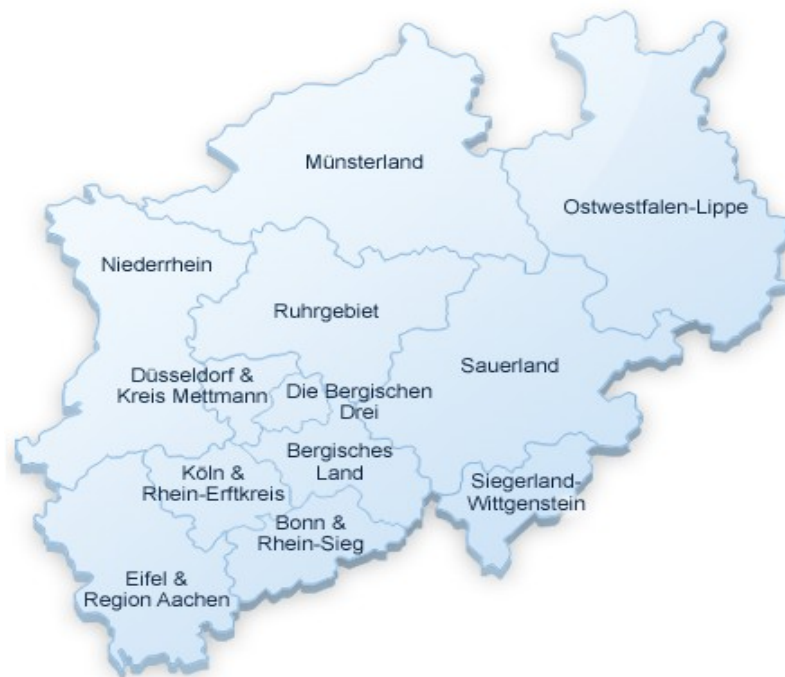 Münsterland
Ostwestfalen-Lippe
Niederrhein
Ruhrgebiet
Sauerland
Düsseldorf &
Kreis Mettmann
Die Bergischen
Drei
Bergisches
Land
Köln &
Rhein-Erftkreis
Siegerland-
Wittgenstein
Bonn &
Rhein-Sieg
Eifel &
Region Aachen